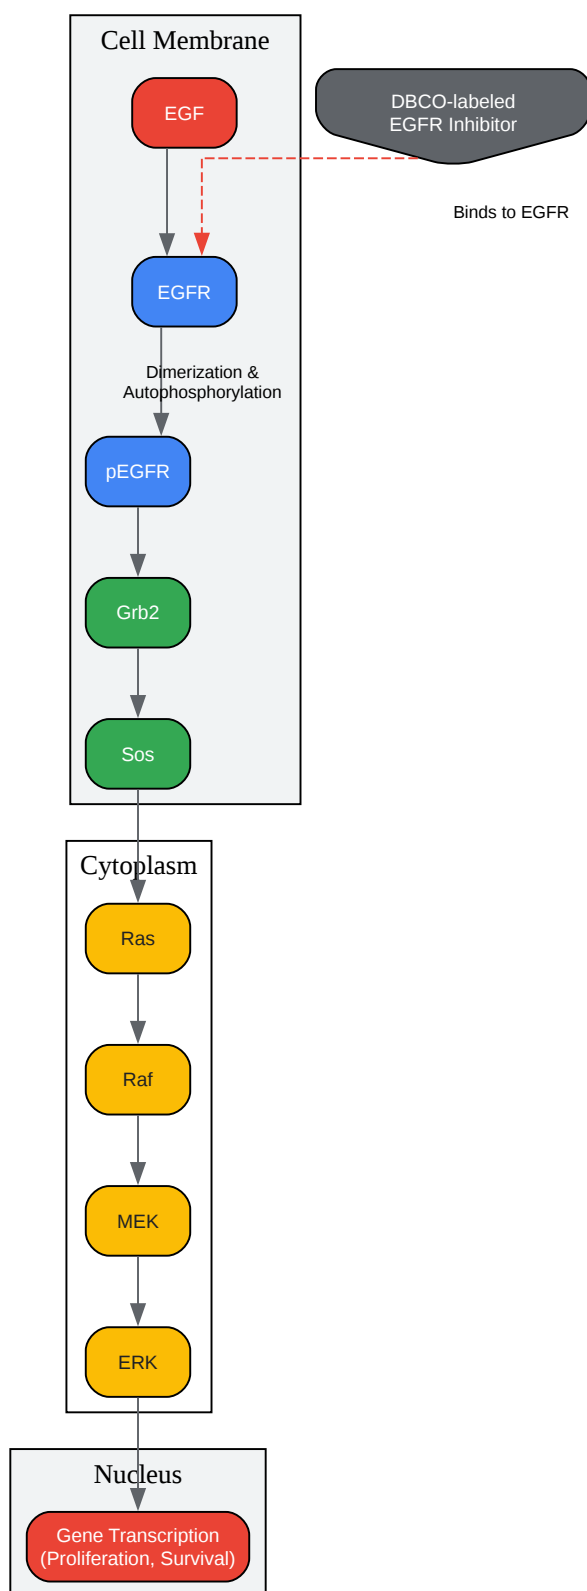 Cell Membrane
EGF
DBCO-labeled
EGFR Inhibitor
Binds to EGFR
EGFR
Dimerization &
Autophosphorylation
pEGFR
Grb2
Sos
Cytoplasm
Ras
Raf
MEK
ERK
Nucleus
Gene Transcription
(Proliferation, Survival)